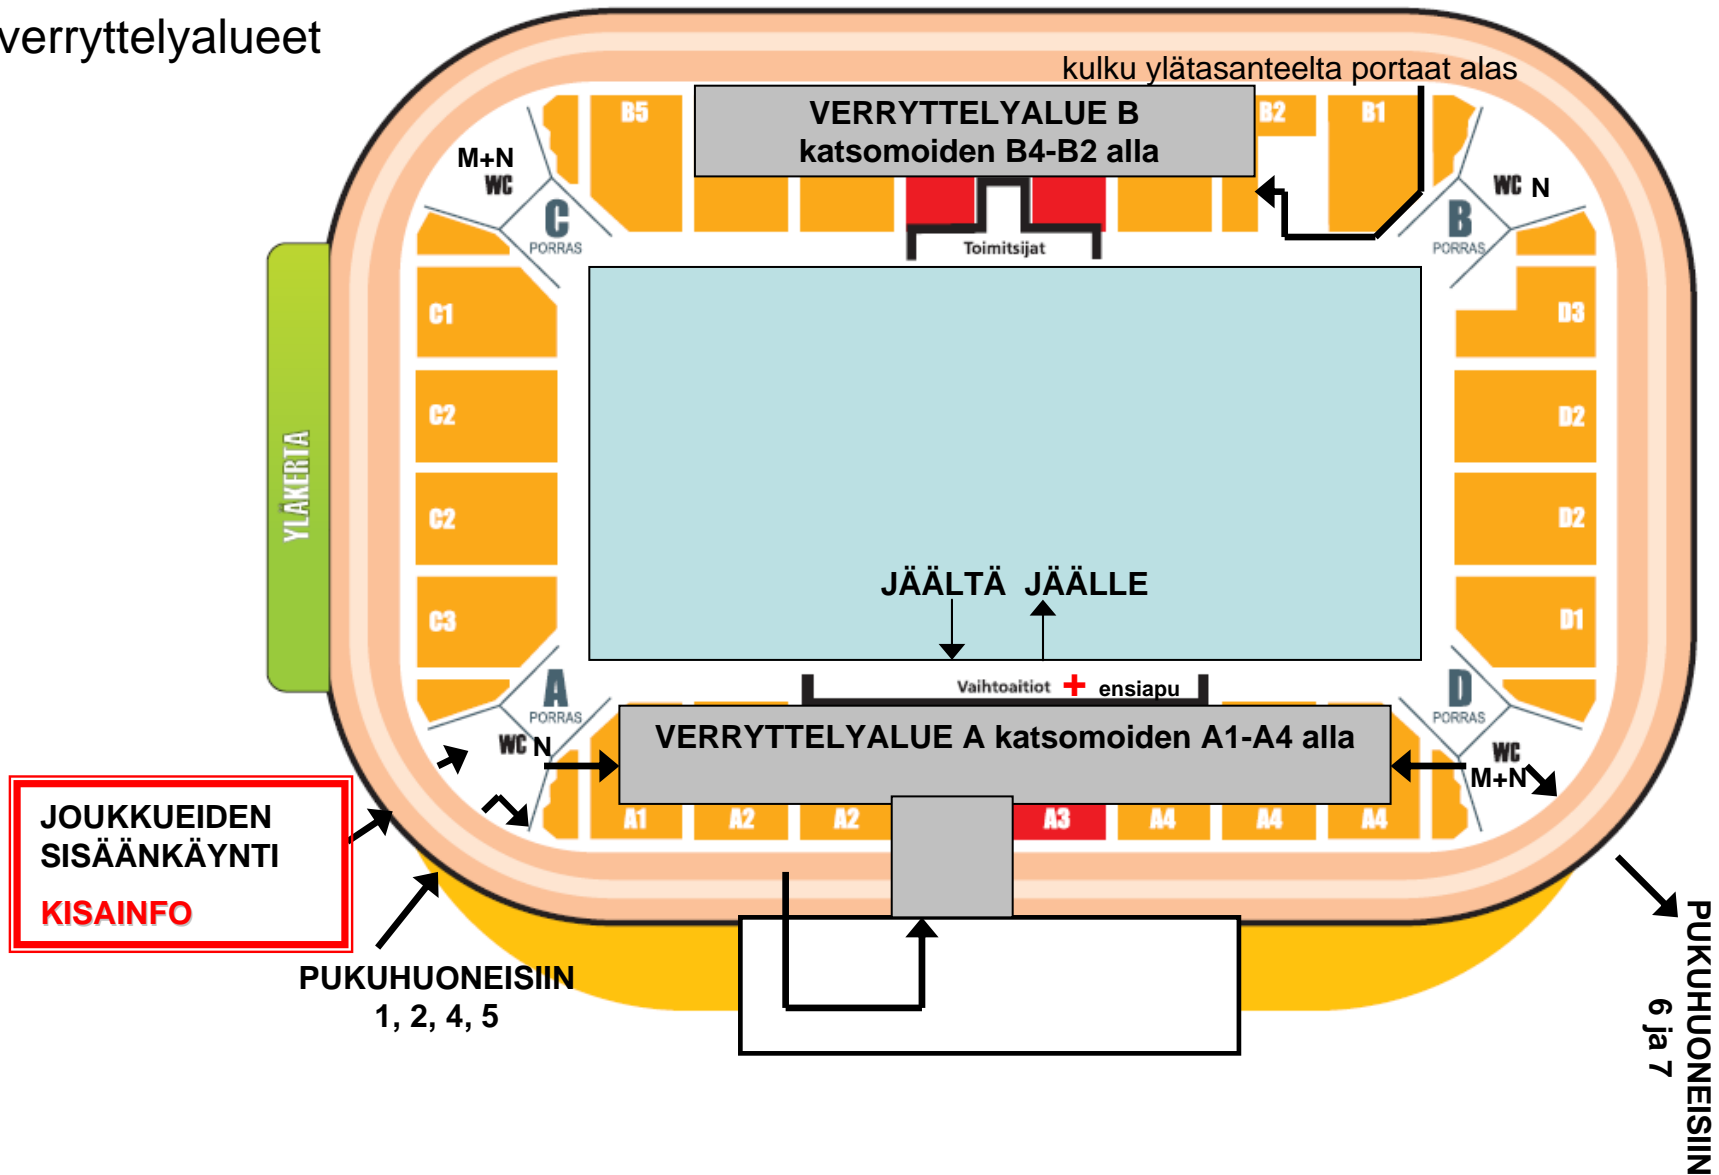 verryttelyalueet
kulku ylätasanteelta portaat alas
B5
VERRYTTELYALUE B
katsomoiden B4-B2 alla
B2
B1
M+N
WC
WC N
C
PORRAS
B
PORRAS
Toimitsijat
C1
D3
C2
D2
YLÄKERTA
C2
D2
JÄÄLTÄ JÄÄLLE
C3
D1
Vaihtoaitiot + ensiapu
A
PORRAS
D
PORRAS
WC N
VERRYTTELYALUE A katsomoiden A1-A4 alla
WC
M+N
A1
A2
A2
A3
A4
A4
A4
JOUKKUEIDEN
SISÄÄNKÄYNTI
KISAINFO
PUKUHUONEISIIN
1, 2, 4, 5
PUKUHUONEISIIN
6 ja 7